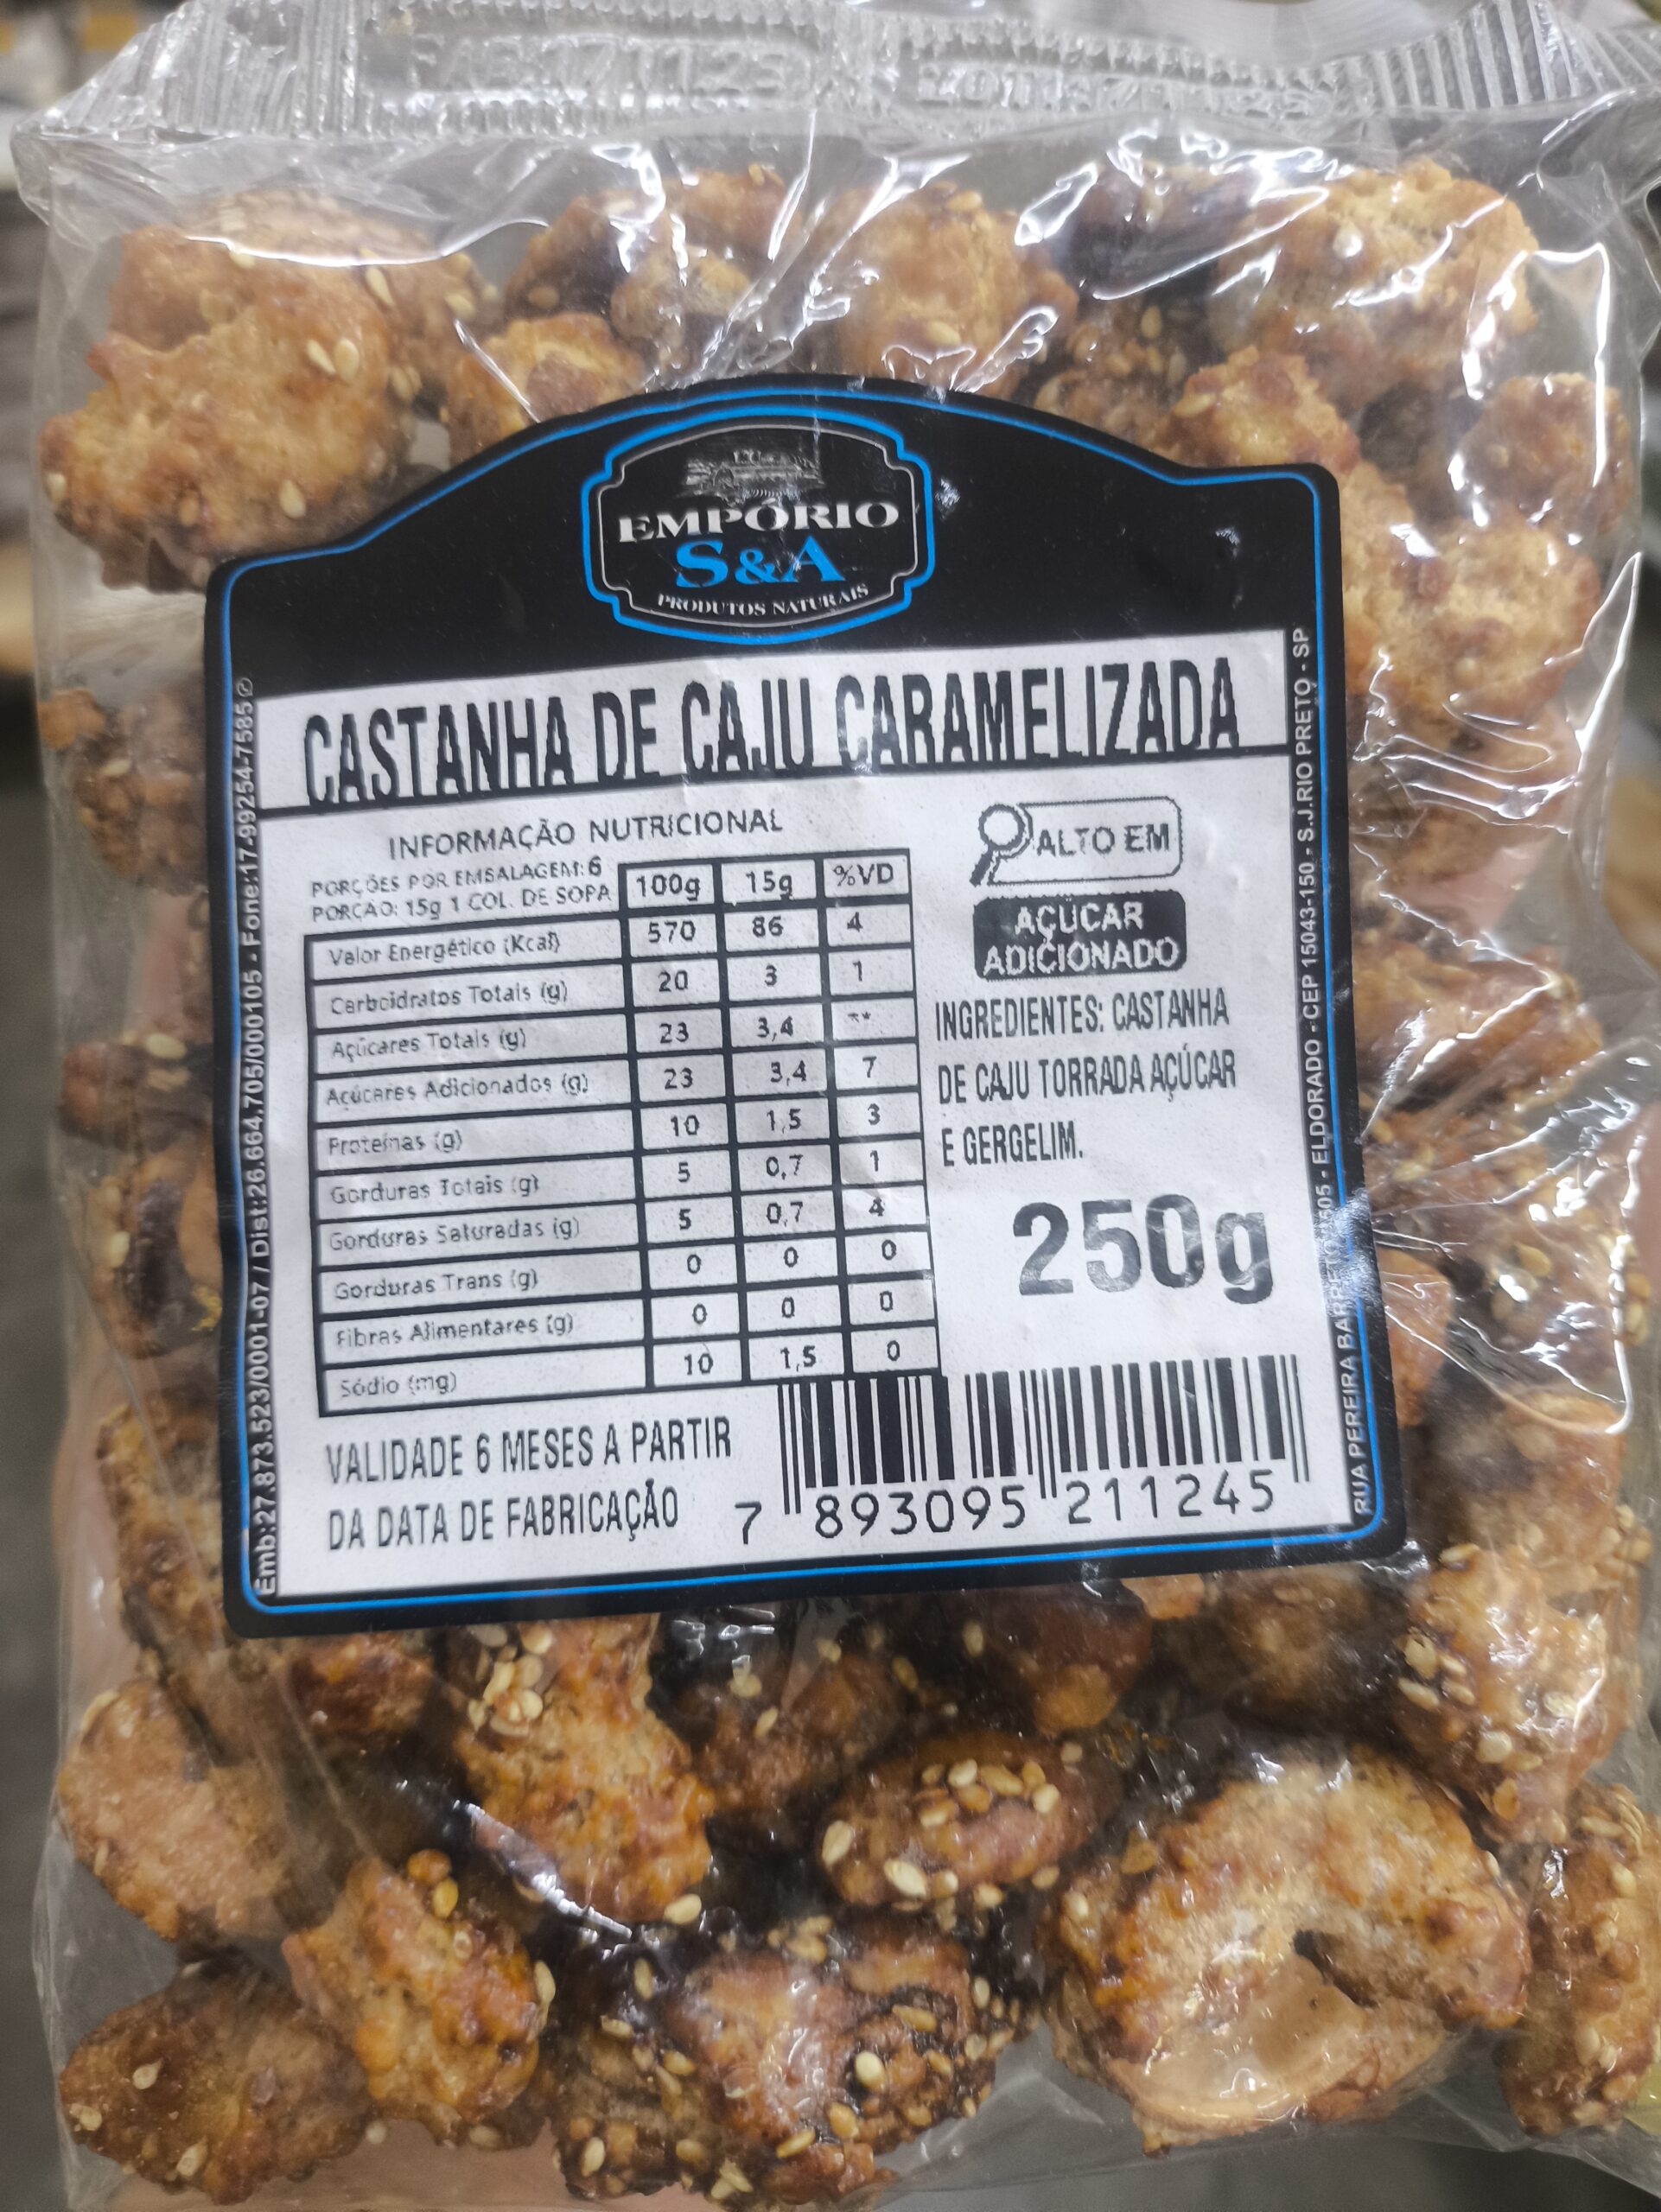 EMPÓRIO
S&A
PRODUTOS NATURAIS
CASTANHA DE CAJU CARAMELIZADA
INFORMAÇÃO NUTRICIONAL
PORÇÕES POR EMBALAGEM: 6
PORÇÃO: 15g 1 COL. DE SOPA
100g 15g %VD
Valor Energético (Kcal) 570 86 4
Carboidratos Totais (g) 20 3 1
Açúcares Totais (g) 23 3,4 **
Açúcares Adicionados (g) 23 3,4 7
Proteínas (g) 10 1,5 3
Gorduras Totais (g) 5 0,7 1
Gorduras Saturadas (g) 5 0,7 4
Gorduras Trans (g) 0 0 0
Fibras Alimentares (g) 0 0 0
Sódio (mg) 10 1,5 0
ALTO EM
AÇÚCAR
ADICIONADO
INGREDIENTES: CASTANHA
DE CAJU TORRADA AÇÚCAR
E GERGELIM.
250g
VALIDADE 6 MESES A PARTIR
DA DATA DE FABRICAÇÃO
7 893095 211245
Emb:27.873.523/0001-07 / Dist:26.664.705/000105 - Fone:17-99254-7585
RUA PEREIRA BARRETO - ELDORADO - CEP 15043-150 - S.J.RIO PRETO - SP